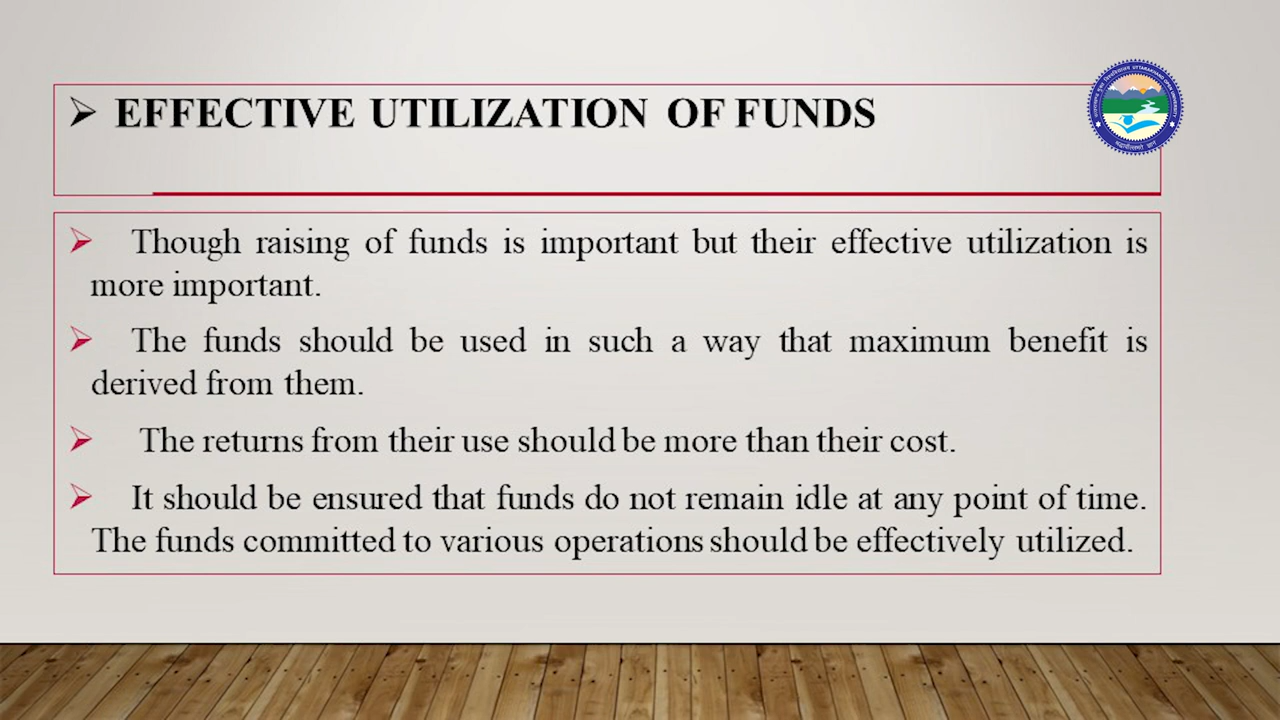 ➢ EFFECTIVE UTILIZATION OF FUNDS
➢ Though raising of funds is important but their effective utilization is
more important.
➢ The funds should be used in such a way that maximum benefit is
derived from them.
➢ The returns from their use should be more than their cost.
➢ It should be ensured that funds do not remain idle at any point of time.
The funds committed to various operations should be effectively utilized.